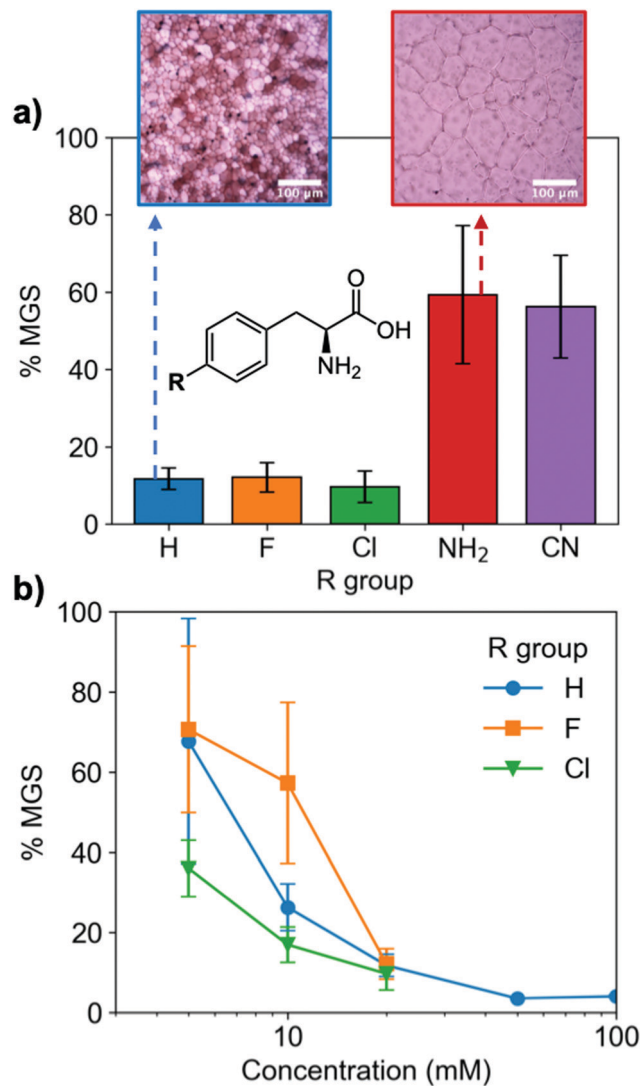 a)
100 µm
100 µm
100
80
60
40
20
0
% MGS
O
OH
NH₂
R
H F Cl NH₂ CN
R group
b)
100
80
60
40
20
0
% MGS
R group
H
F
Cl
10 100
Concentration (mM)